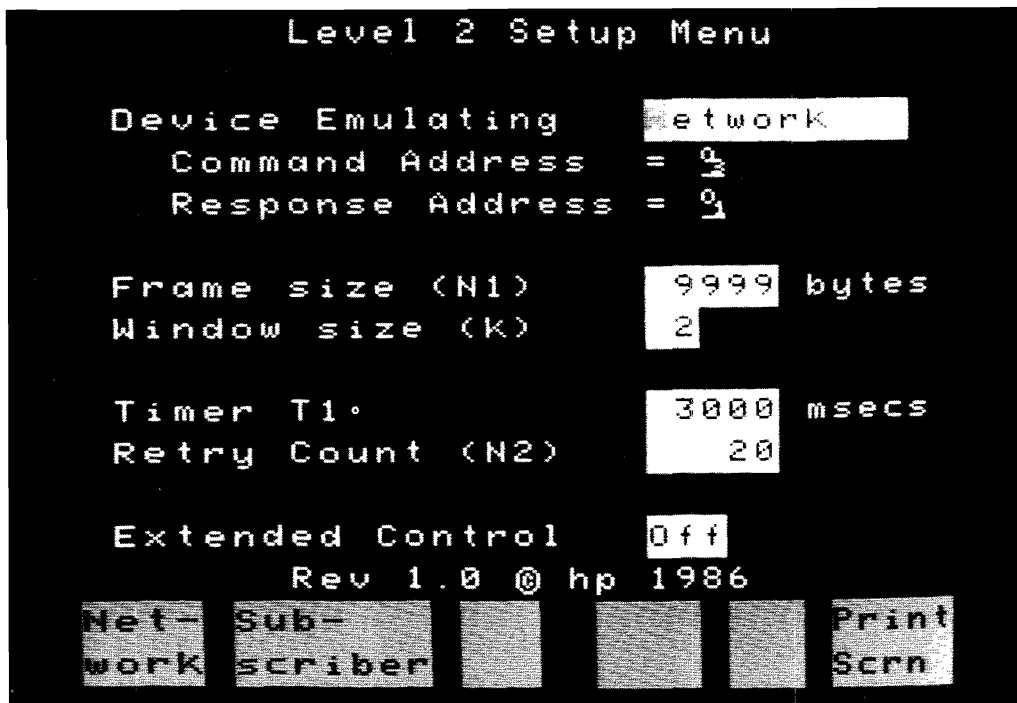 Level 2 Setup Menu
Device Emulating Network
Command Address = 03
Response Address = 01
Frame size (N1) 9999 bytes
Window size (K) 2
Timer T1 3000 msecs
Retry Count (N2) 20
Extended Control Off
Rev 1.0 © hp 1986
Net- Sub- Print
work scriber Scrn